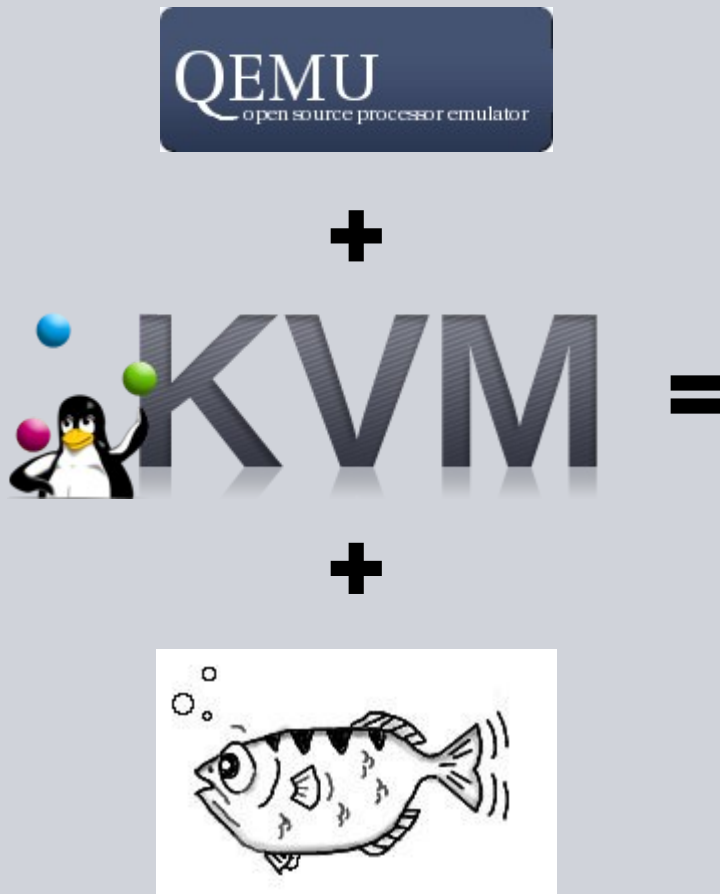 QEMU
open source processor emulator
+
KVM
=
+